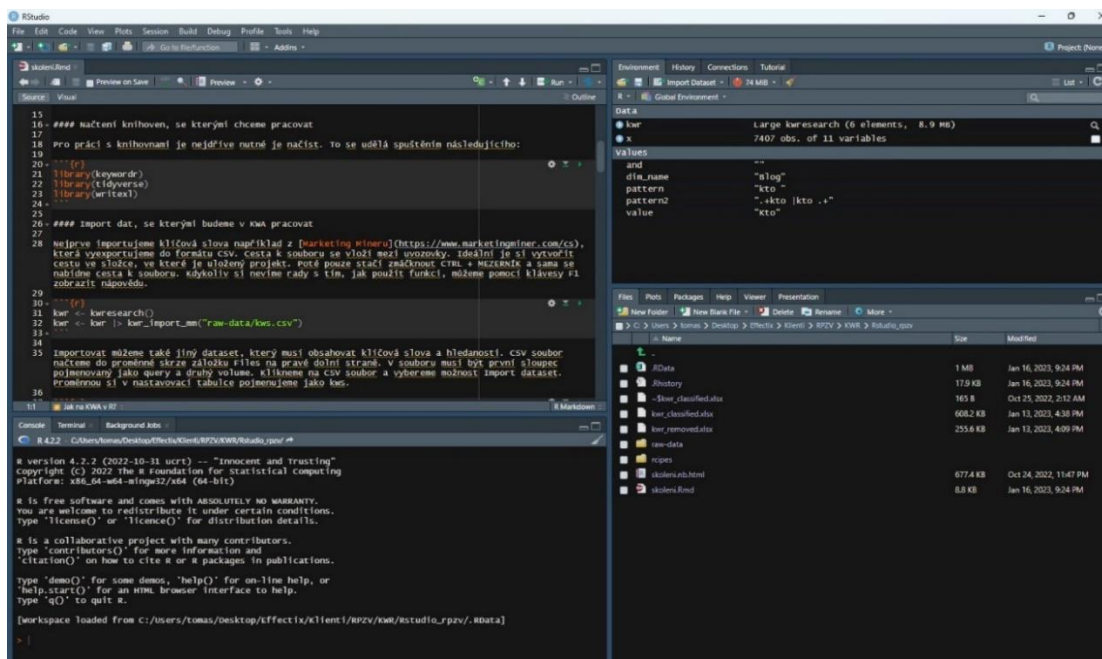 RStudio
File Edit Code View Plots Session Build Debug Profile Tools Help
Go to file/function Addins
Project: (None
skoleni.Rmd
Preview on Save Preview Run
Source Visual Outline
15
16 #### Načtení knihoven, se kterými chceme pracovat
17
18 Pro práci s knihovnami je nejdříve nutné je načíst. To se udělá spuštěním následujícího:
19
20 ```{r}
21 library(keywordr)
22 library(tidyverse)
23 library(writexl)
24 ```
25
26 #### Import dat, se kterými budeme v KWA pracovat
27
28 Nejprve importujeme klíčová slova například z [Marketing Mineru](https://www.marketingminer.com/cs),
která vyexportujeme do formátu CSV. Cesta k souboru se vloží mezi uvozovky. Ideální je si vytvořit
cestu ve složce, ve které je uložený projekt. Poté pouze stačí zmáčknout CTRL + MEZERNÍK a sama se
nabídne cesta k souboru. Kdykoliv si nevíme rady s tím, jak použít funkci, můžeme pomocí klávesy F1
zobrazit nápovědu.
29
30 ```{r}
31 kwr <- kwresearch()
32 kwr <- kwr |> kwr_import_mm("raw-data/kws.csv")
33 ```
34
35 Importovat můžeme také jiný dataset, který musí obsahovat klíčová slova a hledanosti. CSV soubor
načteme do proměnné skrze záložku Files na pravé dolní straně. V souboru musí být první sloupec
pojmenovaný jako query a druhý volume. Klikneme na CSV soubor a vybereme možnost Import dataset.
Proměnnou si v nastavovací tabulce pojmenujeme jako kws.
36
1:1 Jak na KWA v R? R Markdown
Console Terminal Background Jobs
R 4.2.2 · C:/Users/tomas/Desktop/Effectix/Klienti/RPZV/KWR/Rstudio_rpzv/
R version 4.2.2 (2022-10-31 ucrt) -- "Innocent and Trusting"
Copyright (C) 2022 The R Foundation for Statistical Computing
Platform: x86_64-w64-mingw32/x64 (64-bit)
R is free software and comes with ABSOLUTELY NO WARRANTY.
You are welcome to redistribute it under certain conditions.
Type 'license()' or 'licence()' for distribution details.
R is a collaborative project with many contributors.
Type 'contributors()' for more information and
'citation()' on how to cite R or R packages in publications.
Type 'demo()' for some demos, 'help()' for on-line help, or
'help.start()' for an HTML browser interface to help.
Type 'q()' to quit R.
[Workspace loaded from C:/Users/tomas/Desktop/Effectix/Klienti/RPZV/KWR/Rstudio_rpzv/.RData]
>
Environment History Connections Tutorial
Import Dataset 74 MiB List
R Global Environment
Data
kwr Large kwresearch (6 elements, 8.9 MB)
x 7407 obs. of 11 variables
Values
and ""
dim_name "Blog"
pattern "kto "
pattern2 ".+kto |kto .+"
value "Kto"
Files Plots Packages Help Viewer Presentation
New Folder New Blank File Delete Rename More
C: > Users > tomas > Desktop > Effectix > Klienti > RPZV > KWR > Rstudio_rpzv
Name Size Modified
..
.RData 1 MB Jan 16, 2023, 9:24 PM
.Rhistory 17.9 KB Jan 16, 2023, 9:24 PM
~$kwr_classified.xlsx 165 B Oct 25, 2022, 2:12 AM
kwr_classified.xlsx 608.2 KB Jan 13, 2023, 4:38 PM
kwr_removed.xlsx 255.6 KB Jan 13, 2023, 4:09 PM
raw-data
rcipes
skoleni.nb.html 677.4 KB Oct 24, 2022, 11:47 PM
skoleni.Rmd 8.8 KB Jan 16, 2023, 9:24 PM